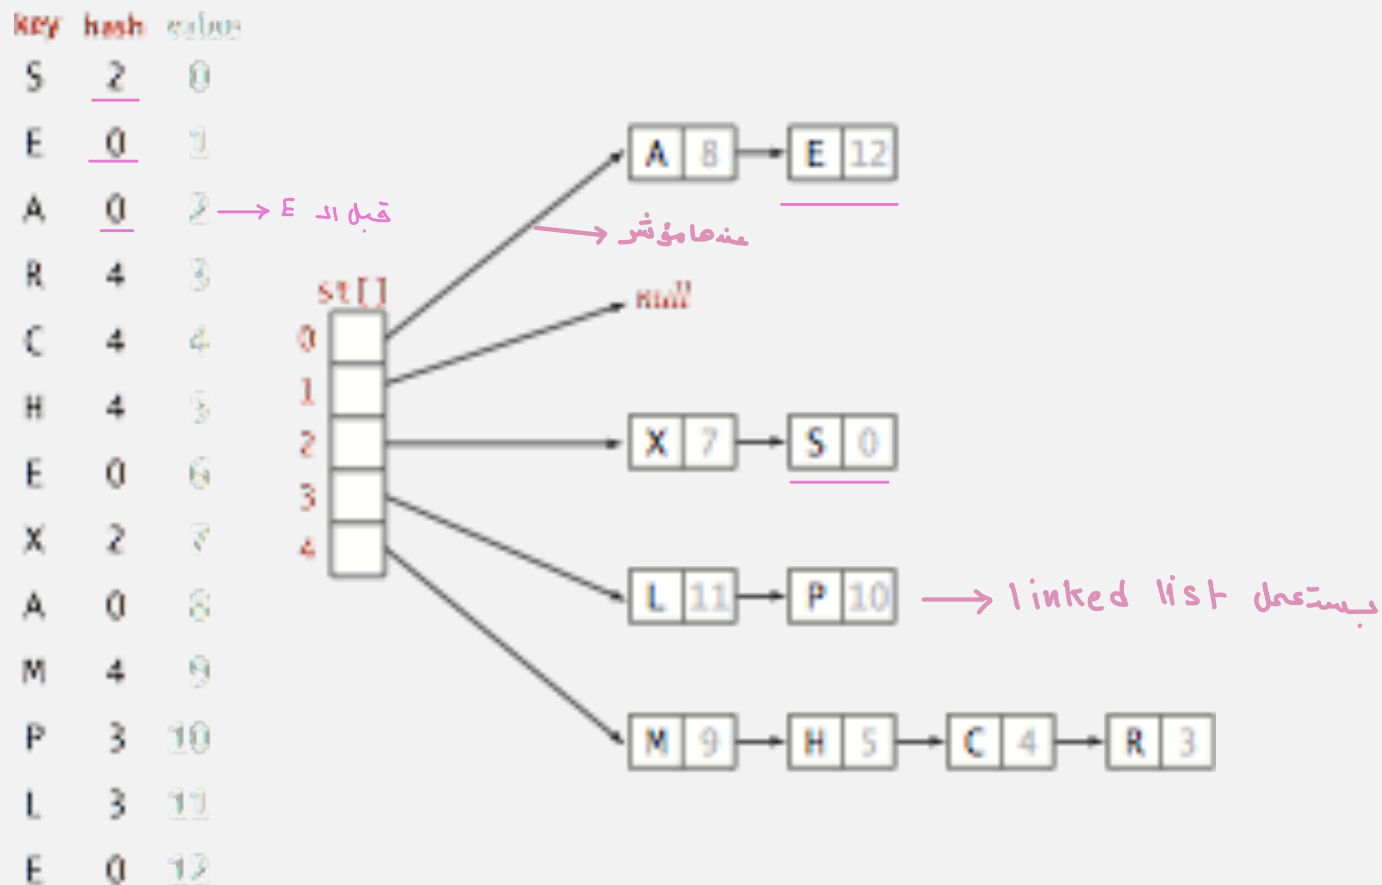 key hash value
S 2 0
E 0 1
A 0 2 → E قبل ال
R 4 3
C 4 4
H 4 5
E 0 6
X 2 7
A 0 8
M 4 9
P 3 10
L 3 11
E 0 12
st[]
0
1
2
3
4
A 8 → E 12
عندها مؤشر
null
X 7 → S 0
L 11 → P 10 → linked list بستعمل
M 9 → H 5 → C 4 → R 3